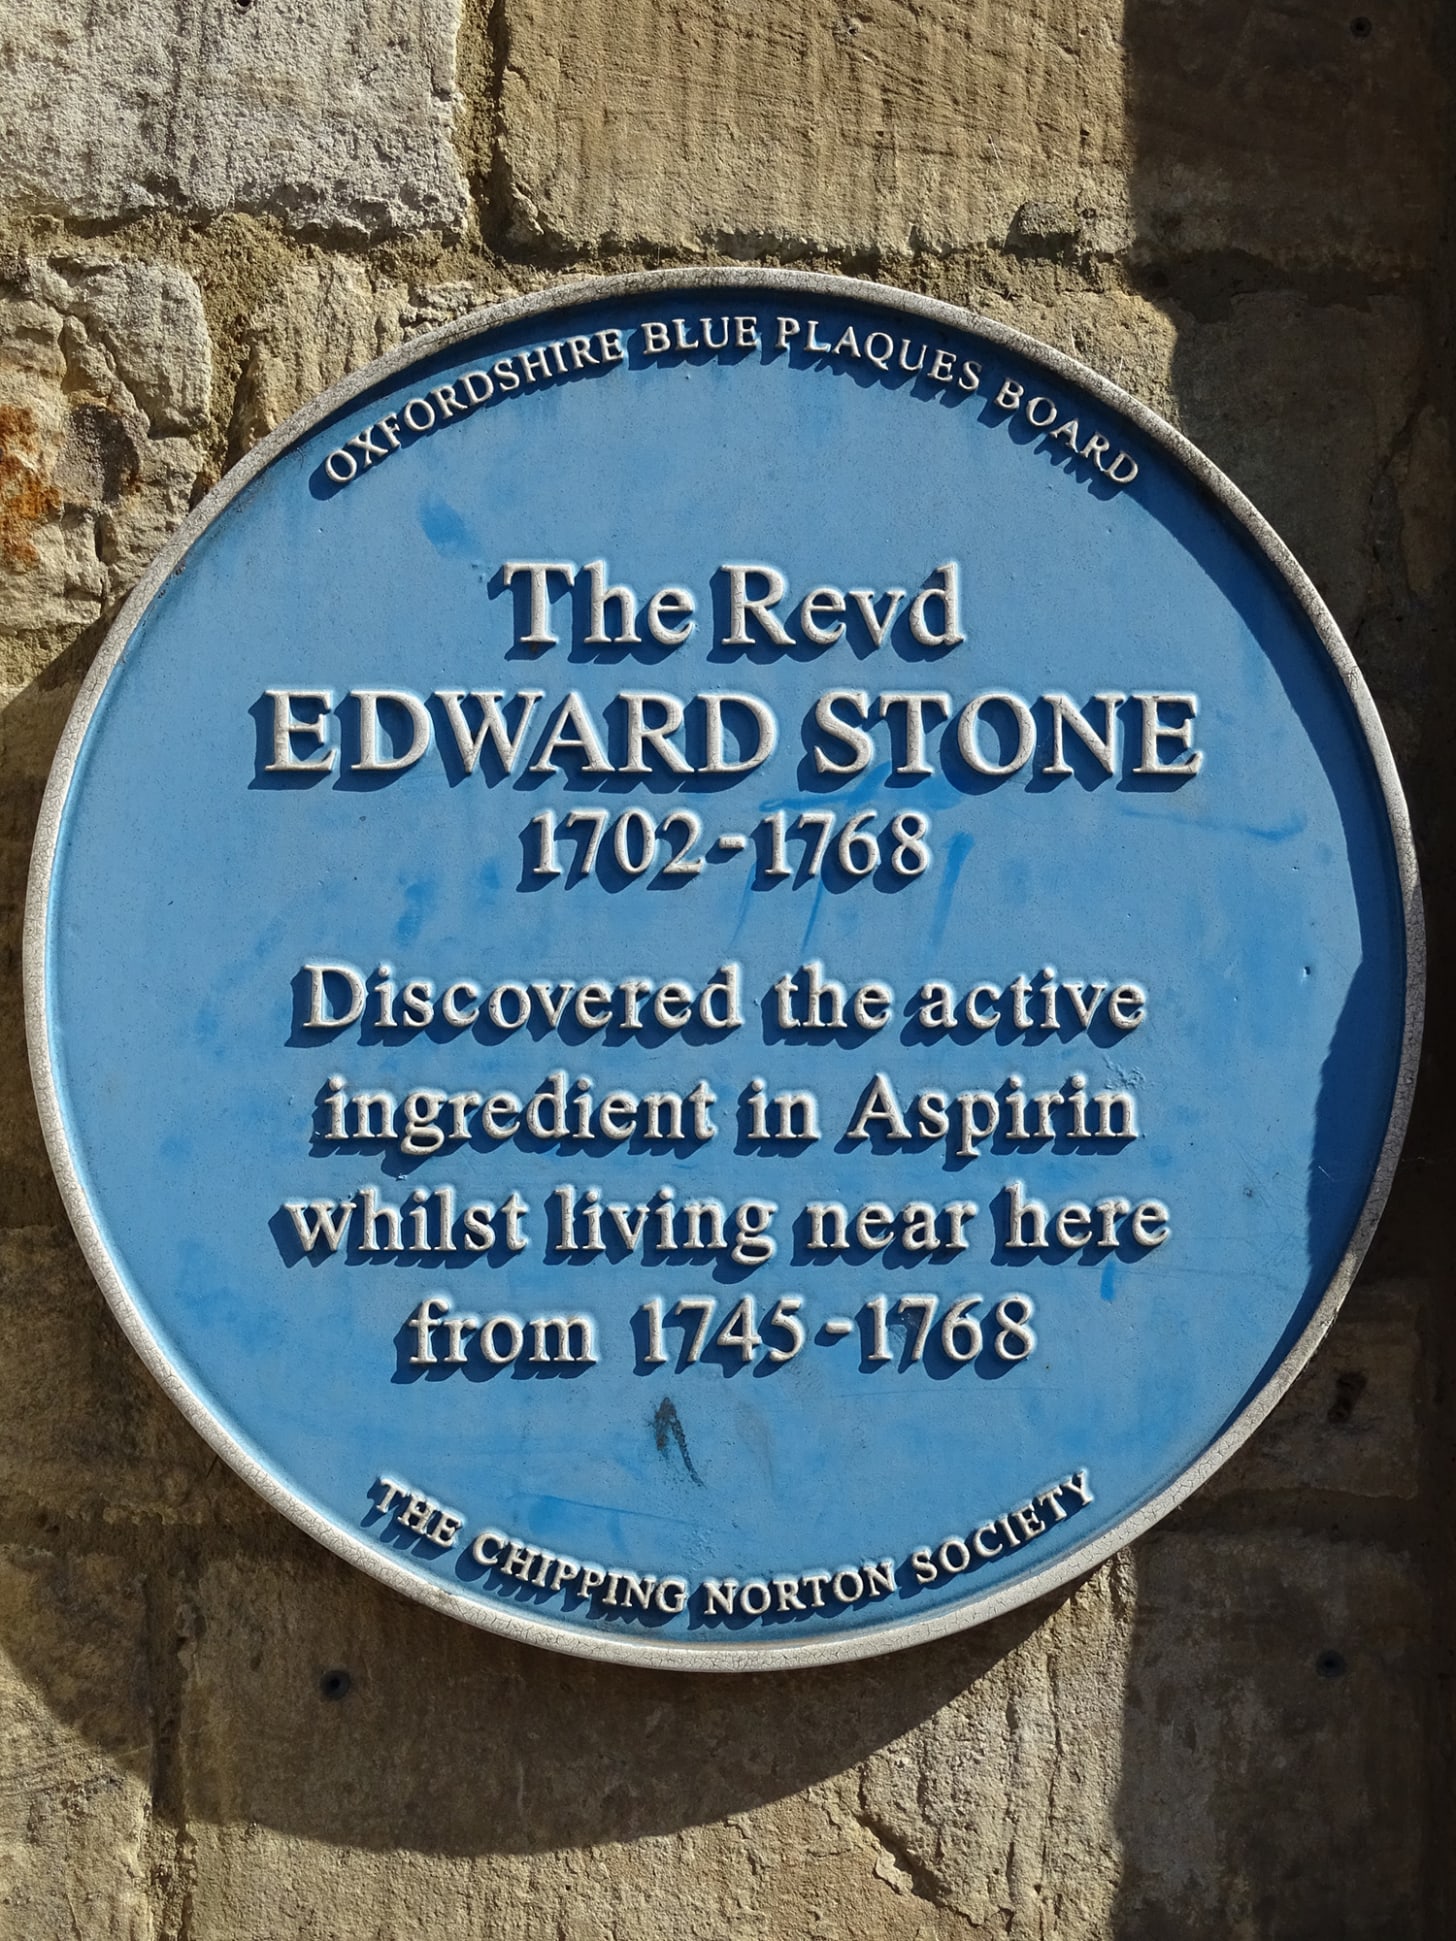 OXFORDSHIRE BLUE PLAQUES BOARD
The Revd
EDWARD STONE
1702-1768
Discovered the active
ingredient in Aspirin
whilst living near here
from 1745-1768
THE CHIPPING NORTON SOCIETY